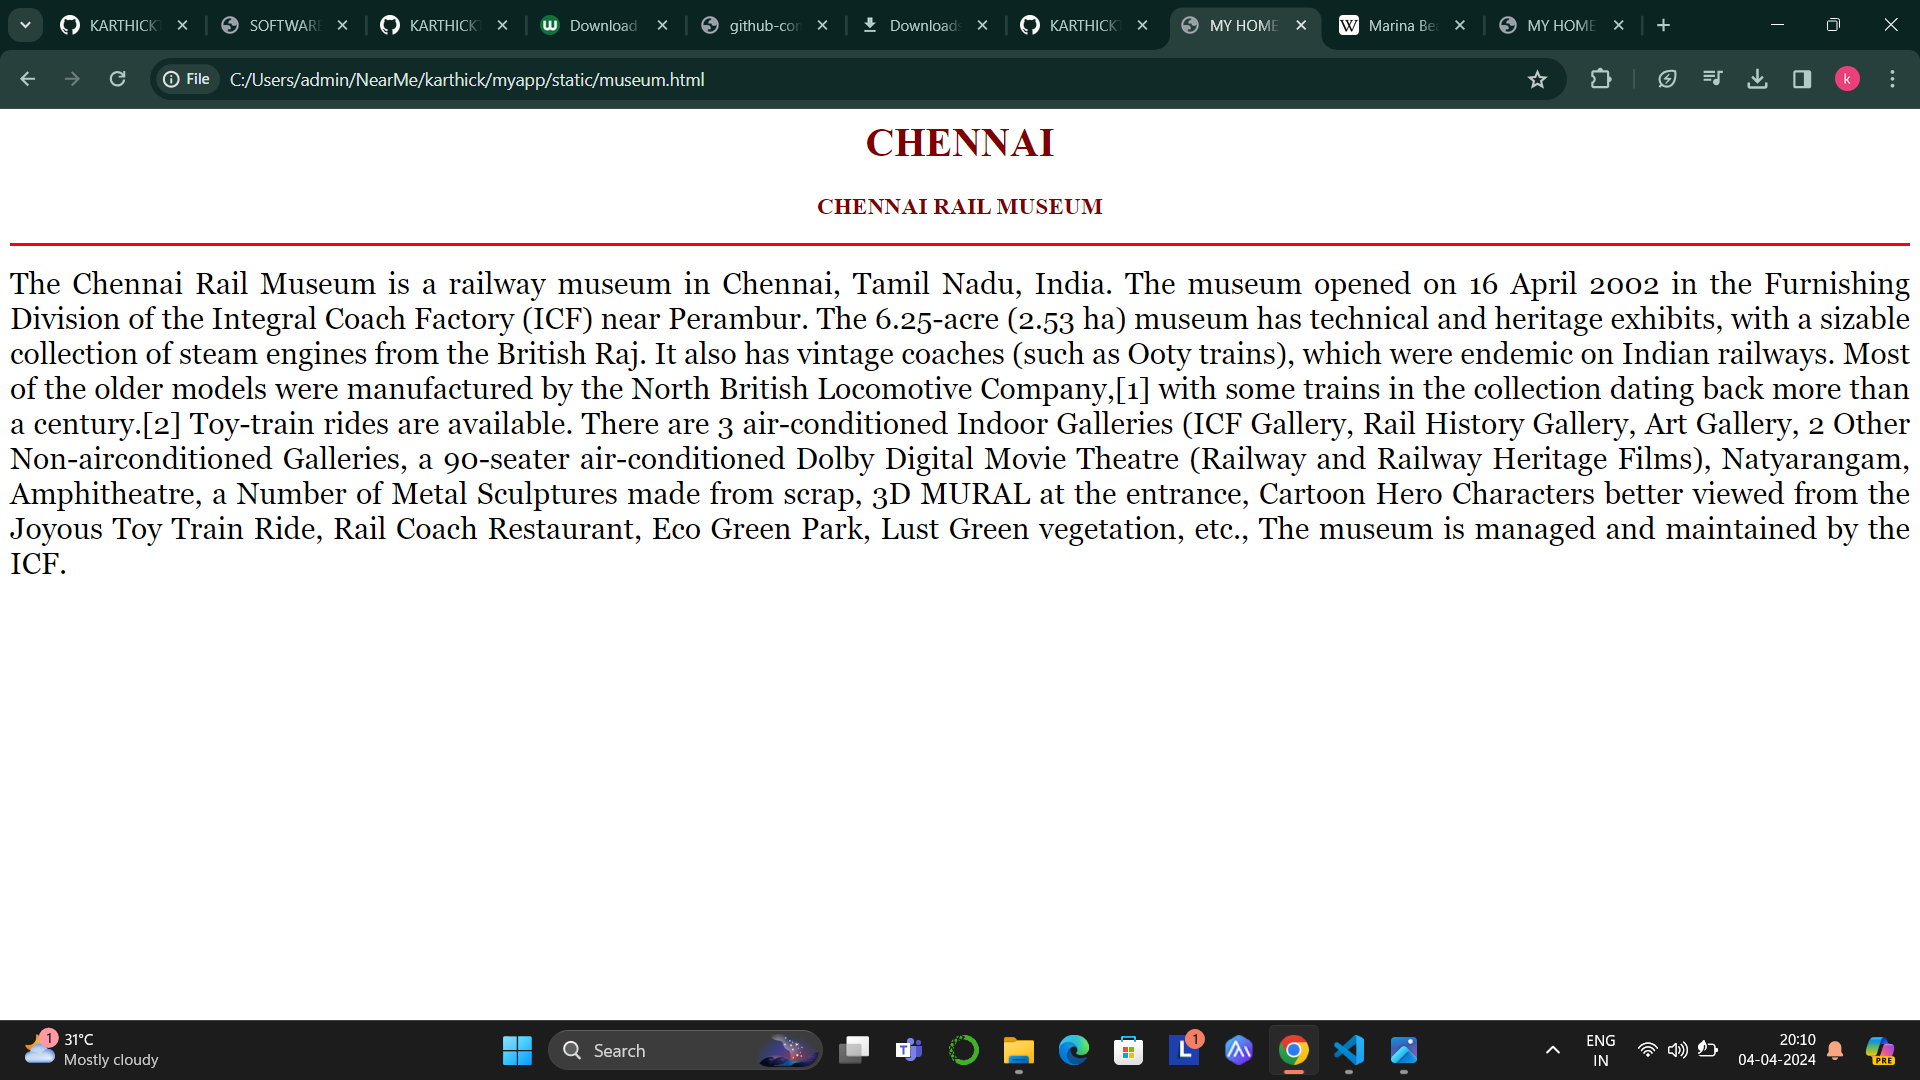 KARTHICK SOFTWAR KARTHICK Download github-con Downloads KARTHICK MY HOME Marina Be MY HOME
File C:/Users/admin/NearMe/karthick/myapp/static/museum.html k
CHENNAI
CHENNAI RAIL MUSEUM
The Chennai Rail Museum is a railway museum in Chennai, Tamil Nadu, India. The museum opened on 16 April 2002 in the Furnishing
Division of the Integral Coach Factory (ICF) near Perambur. The 6.25-acre (2.53 ha) museum has technical and heritage exhibits, with a sizable
collection of steam engines from the British Raj. It also has vintage coaches (such as Ooty trains), which were endemic on Indian railways. Most
of the older models were manufactured by the North British Locomotive Company,[1] with some trains in the collection dating back more than
a century.[2] Toy-train rides are available. There are 3 air-conditioned Indoor Galleries (ICF Gallery, Rail History Gallery, Art Gallery, 2 Other
Non-airconditioned Galleries, a 90-seater air-conditioned Dolby Digital Movie Theatre (Railway and Railway Heritage Films), Natyarangam,
Amphitheatre, a Number of Metal Sculptures made from scrap, 3D MURAL at the entrance, Cartoon Hero Characters better viewed from the
Joyous Toy Train Ride, Rail Coach Restaurant, Eco Green Park, Lust Green vegetation, etc., The museum is managed and maintained by the
ICF.
1 31°C
Mostly cloudy
Search
1
ENG
IN
20:10
04-04-2024
PRE